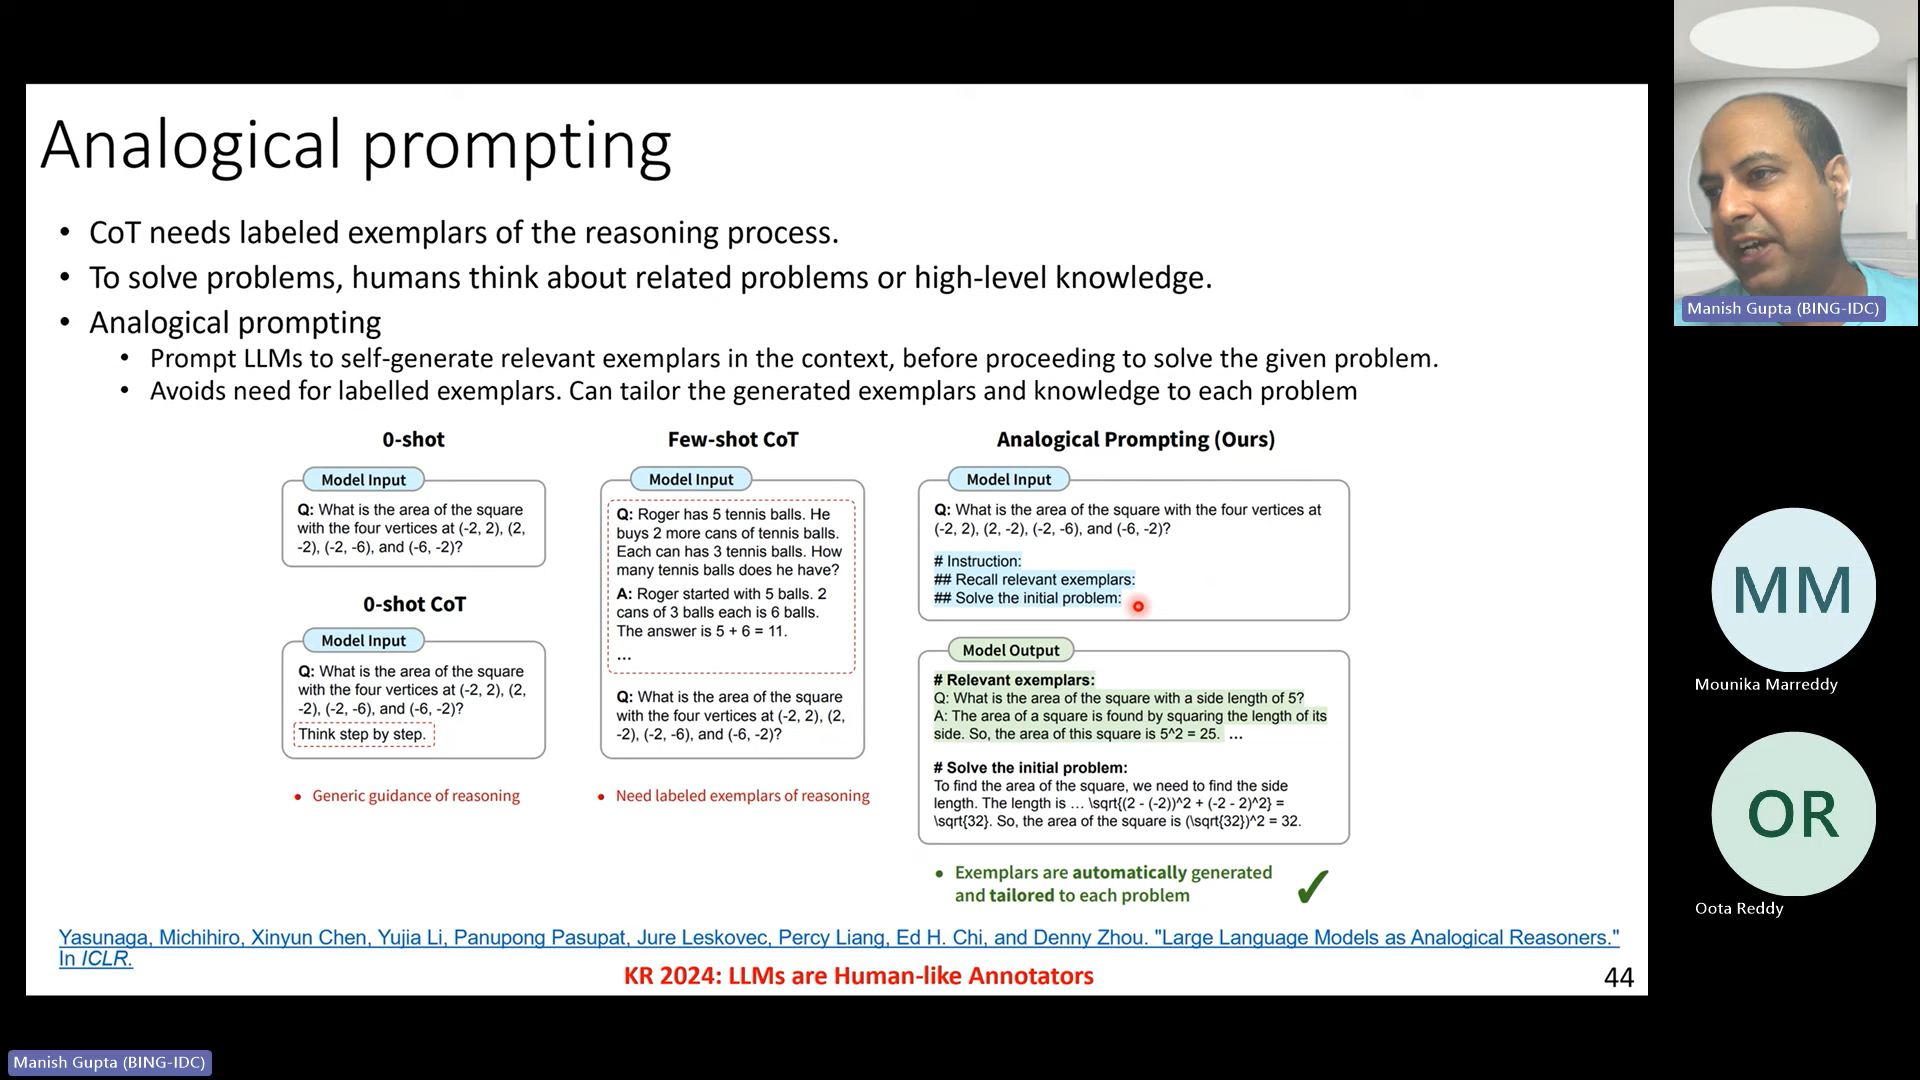 Analogical prompting
• CoT needs labeled exemplars of the reasoning process.
• To solve problems, humans think about related problems or high-level knowledge.
• Analogical prompting
• Prompt LLMs to self-generate relevant exemplars in the context, before proceeding to solve the given problem.
• Avoids need for labelled exemplars. Can tailor the generated exemplars and knowledge to each problem
0-shot
Model Input
Q: What is the area of the square
with the four vertices at (-2, 2), (2,
-2), (-2, -6), and (-6, -2)?
0-shot CoT
Model Input
Q: What is the area of the square
with the four vertices at (-2, 2), (2,
-2), (-2, -6), and (-6, -2)?
Think step by step.
• Generic guidance of reasoning
Few-shot CoT
Model Input
Q: Roger has 5 tennis balls. He
buys 2 more cans of tennis balls.
Each can has 3 tennis balls. How
many tennis balls does he have?
A: Roger started with 5 balls. 2
cans of 3 balls each is 6 balls.
The answer is 5 + 6 = 11.
...
Q: What is the area of the square
with the four vertices at (-2, 2), (2,
-2), (-2, -6), and (-6, -2)?
• Need labeled exemplars of reasoning
Analogical Prompting (Ours)
Model Input
Q: What is the area of the square with the four vertices at
(-2, 2), (2, -2), (-2, -6), and (-6, -2)?
# Instruction:
## Recall relevant exemplars:
## Solve the initial problem:
Model Output
# Relevant exemplars:
Q: What is the area of the square with a side length of 5?
A: The area of a square is found by squaring the length of its
side. So, the area of this square is 5^2 = 25. ...
# Solve the initial problem:
To find the area of the square, we need to find the side
length. The length is ... \sqrt{(2 - (-2))^2 + (-2 - 2)^2} =
\sqrt{32}. So, the area of the square is (\sqrt{32})^2 = 32.
• Exemplars are automatically generated
and tailored to each problem ✓
Yasunaga, Michihiro, Xinyun Chen, Yujia Li, Panupong Pasupat, Jure Leskovec, Percy Liang, Ed H. Chi, and Denny Zhou. "Large Language Models as Analogical Reasoners."
In ICLR.
KR 2024: LLMs are Human-like Annotators
44
Manish Gupta (BING-IDC)
MM
Mounika Marreddy
OR
Oota Reddy
Manish Gupta (BING-IDC)